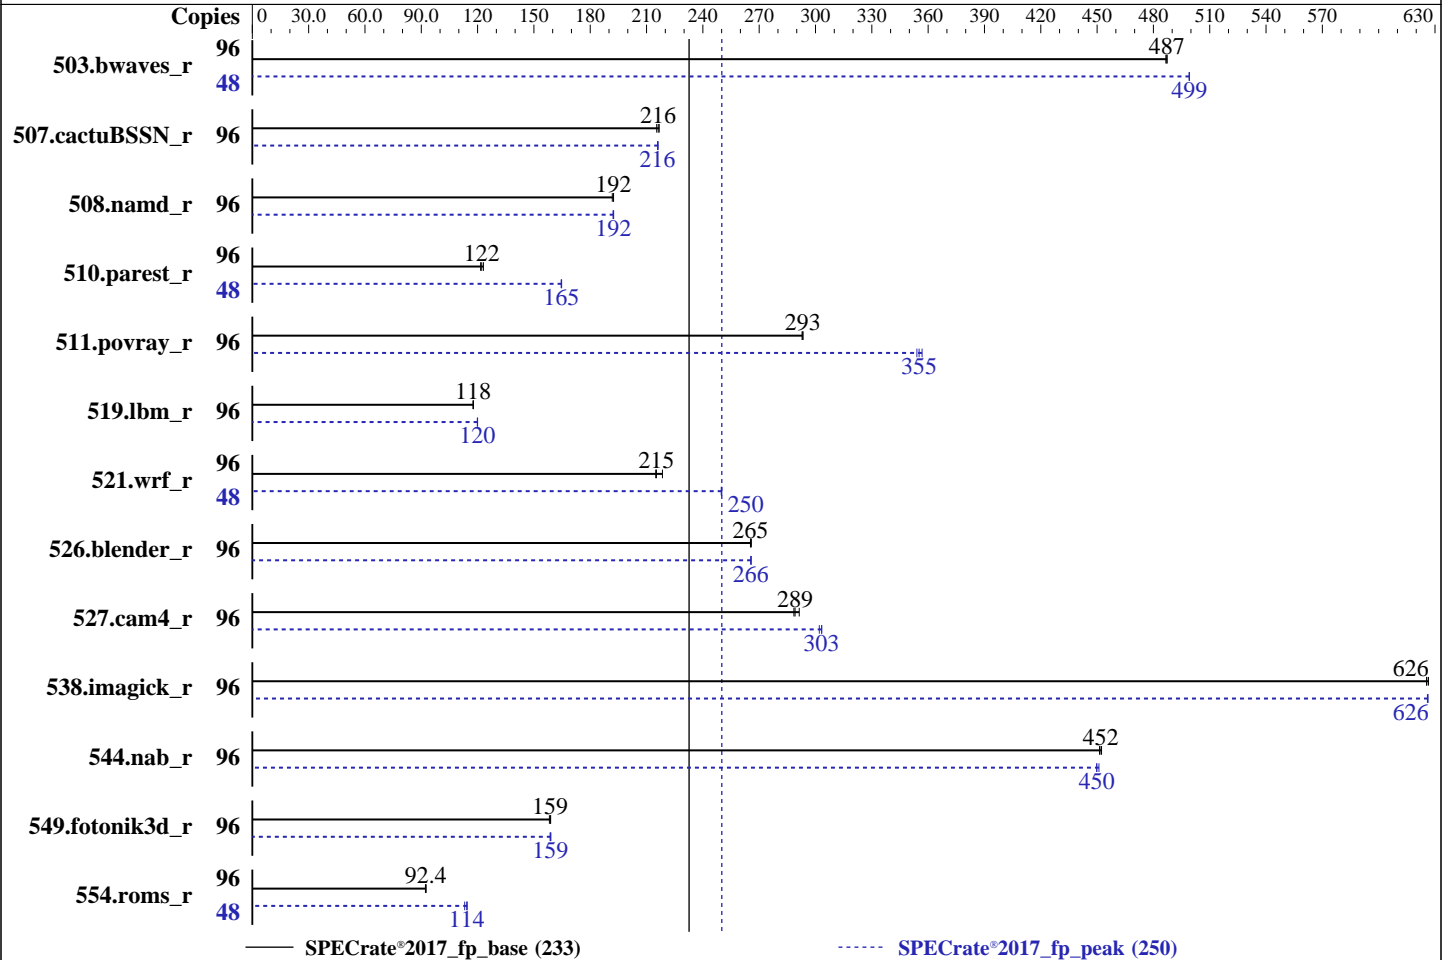 Copies 0 30.0 60.0 90.0 120 150 180 210 240 270 300 330 360 390 420 450 480 510 540 570 630
503.bwaves_r 96 487
48 499
507.cactuBSSN_r 96 216
216
508.namd_r 96 192
192
510.parest_r 96 122
48 165
511.povray_r 96 293
355
519.lbm_r 96 118
120
521.wrf_r 96 215
48 250
526.blender_r 96 265
266
527.cam4_r 96 289
303
538.imagick_r 96 626
626
544.nab_r 96 452
450
549.fotonik3d_r 96 159
159
554.roms_r 96 92.4
48 114
SPECrate®2017_fp_base (233) SPECrate®2017_fp_peak (250)